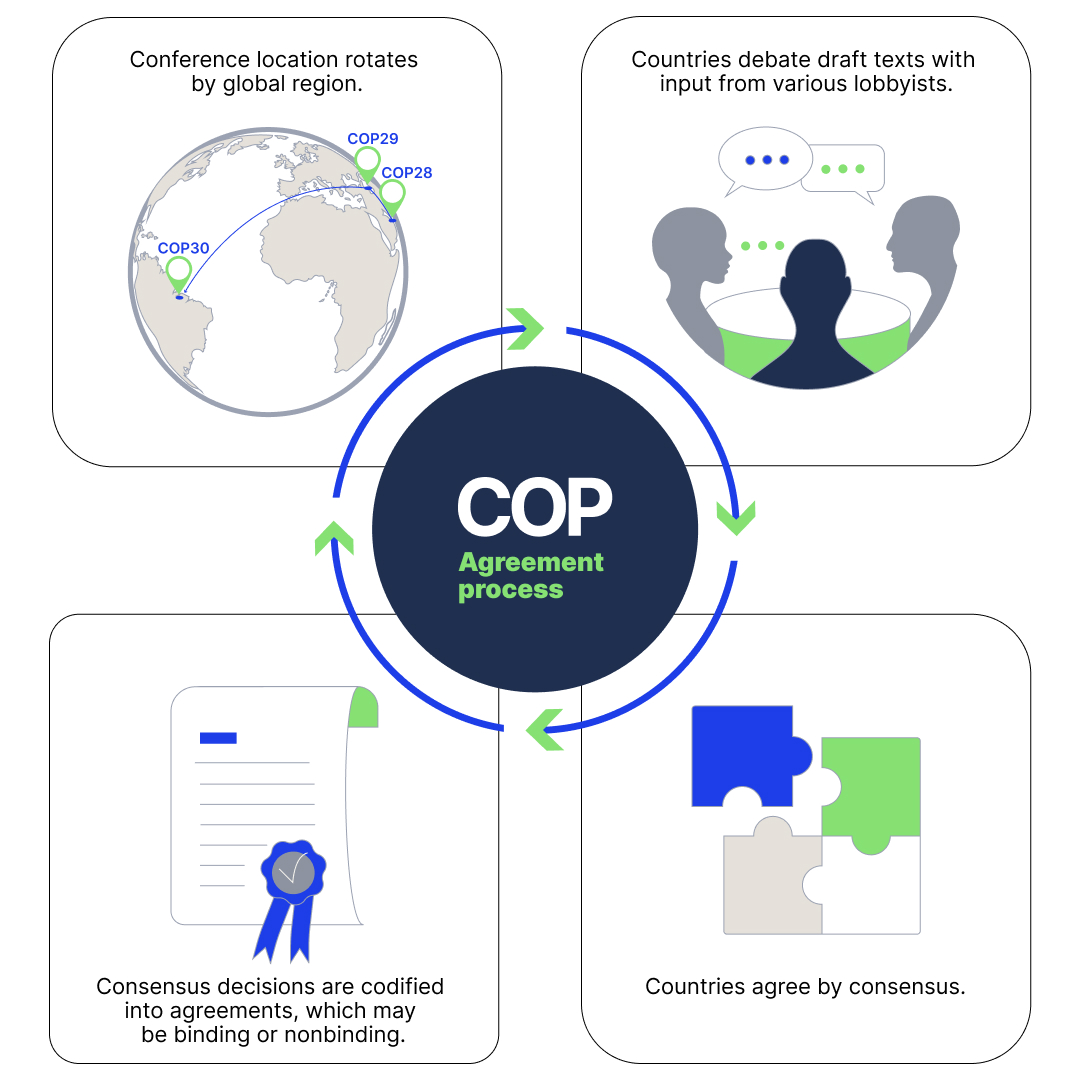 Conference location rotates
by global region.
COP29
COP28
COP30
Countries debate draft texts with
input from various lobbyists.
COP
Agreement
process
Consensus decisions are codified
into agreements, which may
be binding or nonbinding.
Countries agree by consensus.